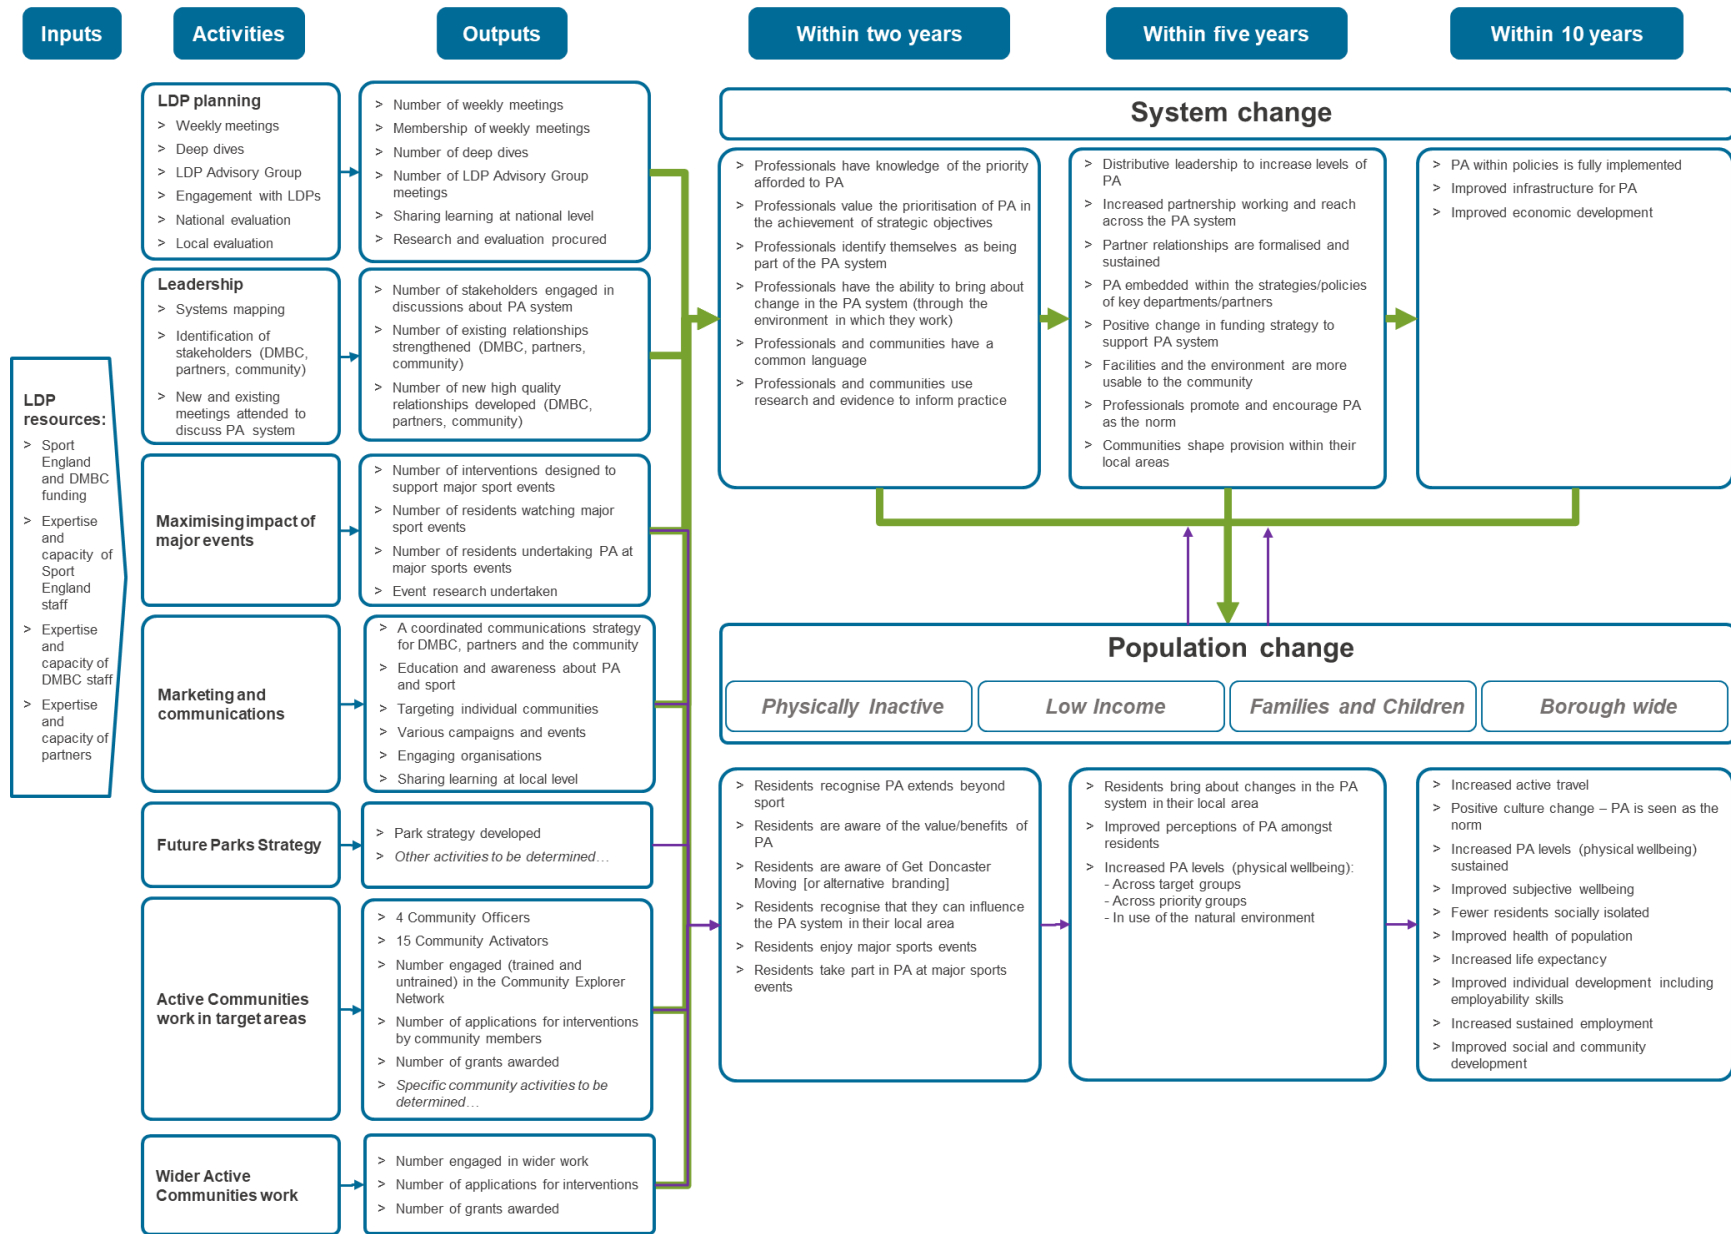 Inputs
Activities
Outputs
Within two years
Within five years
Within 10 years
LDP
resources:
> Sport
England
and DMBC
funding
> Expertise
and
capacity of
Sport
England
staff
> Expertise
and
capacity of
DMBC staff
> Expertise
and
capacity of
partners
LDP planning
> Weekly meetings
> Deep dives
> LDP Advisory Group
> Engagement with LDPs
> National evaluation
> Local evaluation
> Number of weekly meetings
> Membership of weekly meetings
> Number of deep dives
> Number of LDP Advisory Group
meetings
> Sharing learning at national level
> Research and evaluation procured
Leadership
> Systems mapping
> Identification of
stakeholders (DMBC,
partners, community)
> New and existing
meetings attended to
discuss PA system
> Number of stakeholders engaged in
discussions about PA system
> Number of existing relationships
strengthened (DMBC, partners,
community)
> Number of new high quality
relationships developed (DMBC,
partners, community)
Maximising impact of
major events
> Number of interventions designed to
support major sport events
> Number of residents watching major
sport events
> Number of residents undertaking PA at
major sports events
> Event research undertaken
Marketing and
communications
> A coordinated communications strategy
for DMBC, partners and the community
> Education and awareness about PA
and sport
> Targeting individual communities
> Various campaigns and events
> Engaging organisations
> Sharing learning at local level
Future Parks Strategy
> Park strategy developed
> Other activities to be determined…
Active Communities
work in target areas
> 4 Community Officers
> 15 Community Activators
> Number engaged (trained and
untrained) in the Community Explorer
Network
> Number of applications for interventions
by community members
> Number of grants awarded
> Specific community activities to be
determined…
Wider Active
Communities work
> Number engaged in wider work
> Number of applications for interventions
> Number of grants awarded
System change
> Professionals have knowledge of the priority
afforded to PA
> Professionals value the prioritisation of PA in
the achievement of strategic objectives
> Professionals identify themselves as being
part of the PA system
> Professionals have the ability to bring about
change in the PA system (through the
environment in which they work)
> Professionals and communities have a
common language
> Professionals and communities use
research and evidence to inform practice
> Distributive leadership to increase levels of
PA
> Increased partnership working and reach
across the PA system
> Partner relationships are formalised and
sustained
> PA embedded within the strategies/policies
of key departments/partners
> Positive change in funding strategy to
support PA system
> Facilities and the environment are more
usable to the community
> Professionals promote and encourage PA
as the norm
> Communities shape provision within their
local areas
> PA within policies is fully implemented
> Improved infrastructure for PA
> Improved economic development
Population change
Physically Inactive
Low Income
Families and Children
Borough wide
> Residents recognise PA extends beyond
sport
> Residents are aware of the value/benefits of
PA
> Residents are aware of Get Doncaster
Moving [or alternative branding]
> Residents recognise that they can influence
the PA system in their local area
> Residents enjoy major sports events
> Residents take part in PA at major sports
events
> Residents bring about changes in the PA
system in their local area
> Improved perceptions of PA amongst
residents
> Increased PA levels (physical wellbeing):
- Across target groups
- Across priority groups
- In use of the natural environment
> Increased active travel
> Positive culture change – PA is seen as the
norm
> Increased PA levels (physical wellbeing)
sustained
> Improved subjective wellbeing
> Fewer residents socially isolated
> Improved health of population
> Increased life expectancy
> Improved individual development including
employability skills
> Increased sustained employment
> Improved social and community
development